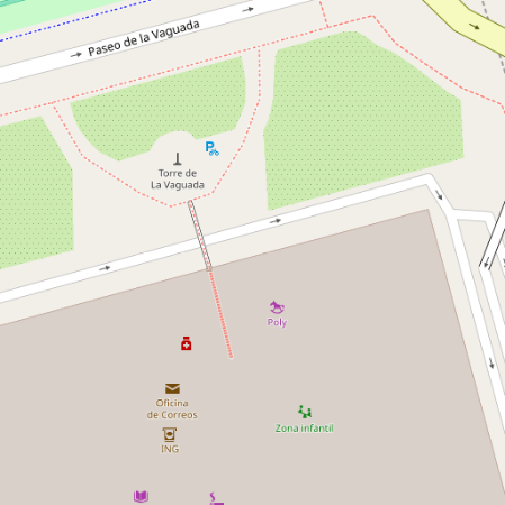 Paseo de la Vaguada
Torre de
La Vaguada
Poly
Oficina
de Correos
Zona infantil
ING